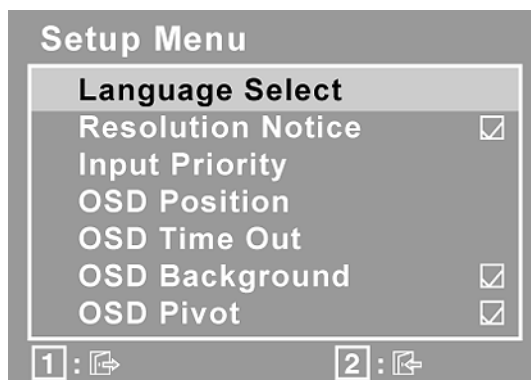 Setup Menu
Language Select
Resolution Notice
Input Priority
OSD Position
OSD Time Out
OSD Background
OSD Pivot
1 : 2 :